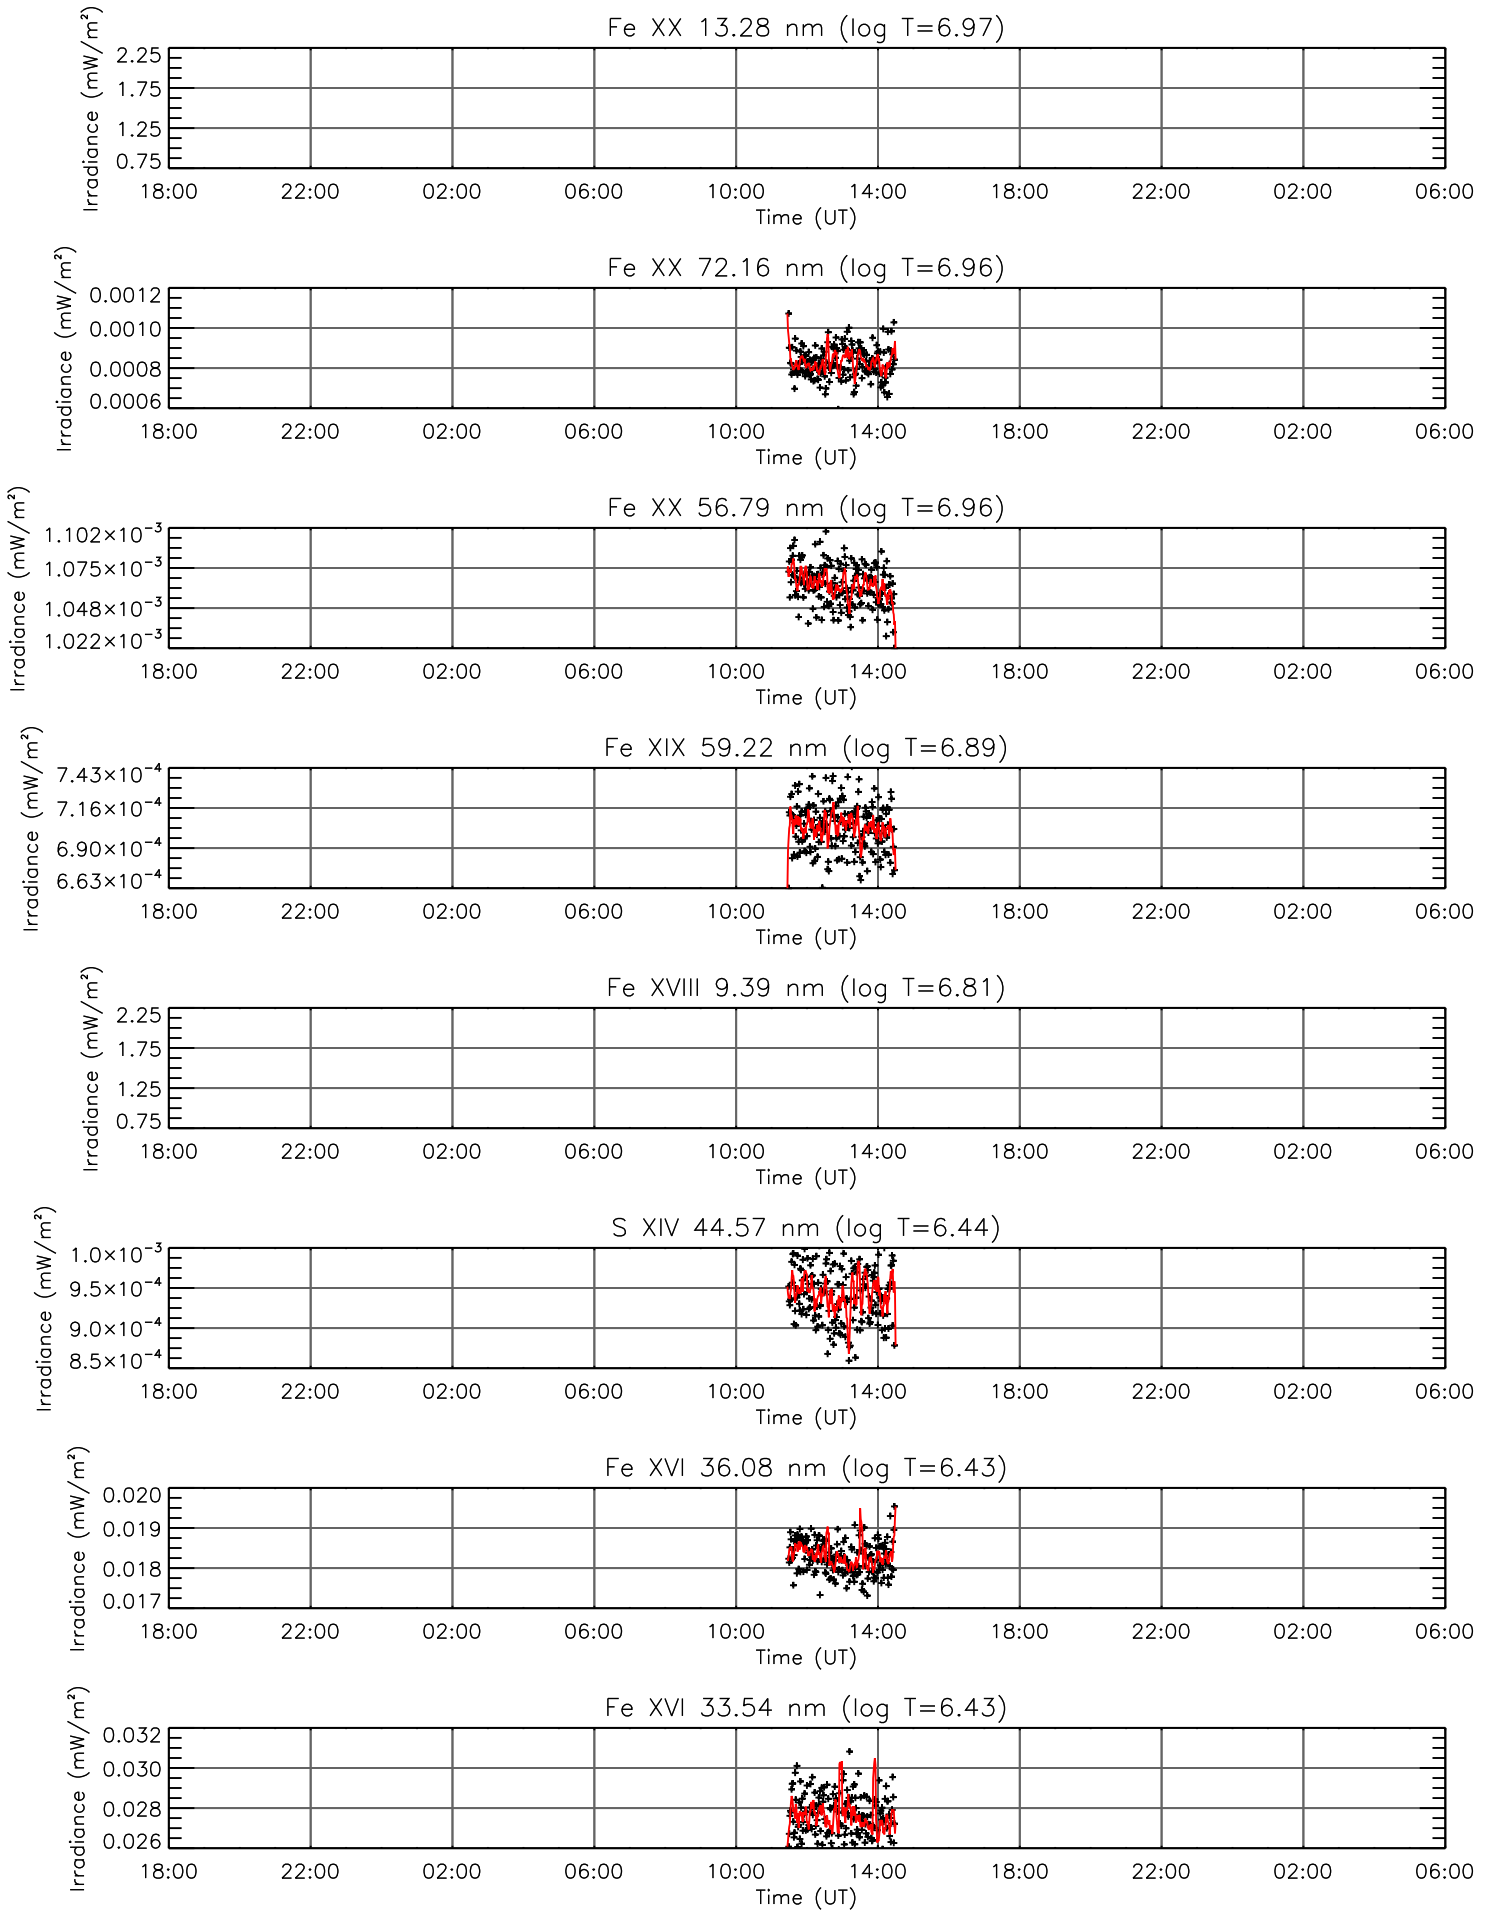 Fe XX 13.28 nm (log T=6.97)
Irradiance (mW/m²)
2.25
1.75
1.25
0.75
18:00 22:00 02:00 06:00 10:00 14:00 18:00 22:00 02:00 06:00
Time (UT)
Fe XX 72.16 nm (log T=6.96)
Irradiance (mW/m²)
0.0012
0.0010
0.0008
0.0006
18:00 22:00 02:00 06:00 10:00 14:00 18:00 22:00 02:00 06:00
Time (UT)
Fe XX 56.79 nm (log T=6.96)
Irradiance (mW/m²)
1.102×10⁻³
1.075×10⁻³
1.048×10⁻³
1.022×10⁻³
18:00 22:00 02:00 06:00 10:00 14:00 18:00 22:00 02:00 06:00
Time (UT)
Fe XIX 59.22 nm (log T=6.89)
Irradiance (mW/m²)
7.43×10⁻⁴
7.16×10⁻⁴
6.90×10⁻⁴
6.63×10⁻⁴
18:00 22:00 02:00 06:00 10:00 14:00 18:00 22:00 02:00 06:00
Time (UT)
Fe XVIII 9.39 nm (log T=6.81)
Irradiance (mW/m²)
2.25
1.75
1.25
0.75
18:00 22:00 02:00 06:00 10:00 14:00 18:00 22:00 02:00 06:00
Time (UT)
S XIV 44.57 nm (log T=6.44)
Irradiance (mW/m²)
1.0×10⁻³
9.5×10⁻⁴
9.0×10⁻⁴
8.5×10⁻⁴
18:00 22:00 02:00 06:00 10:00 14:00 18:00 22:00 02:00 06:00
Time (UT)
Fe XVI 36.08 nm (log T=6.43)
Irradiance (mW/m²)
0.020
0.019
0.018
0.017
18:00 22:00 02:00 06:00 10:00 14:00 18:00 22:00 02:00 06:00
Time (UT)
Fe XVI 33.54 nm (log T=6.43)
Irradiance (mW/m²)
0.032
0.030
0.028
0.026
18:00 22:00 02:00 06:00 10:00 14:00 18:00 22:00 02:00 06:00
Time (UT)